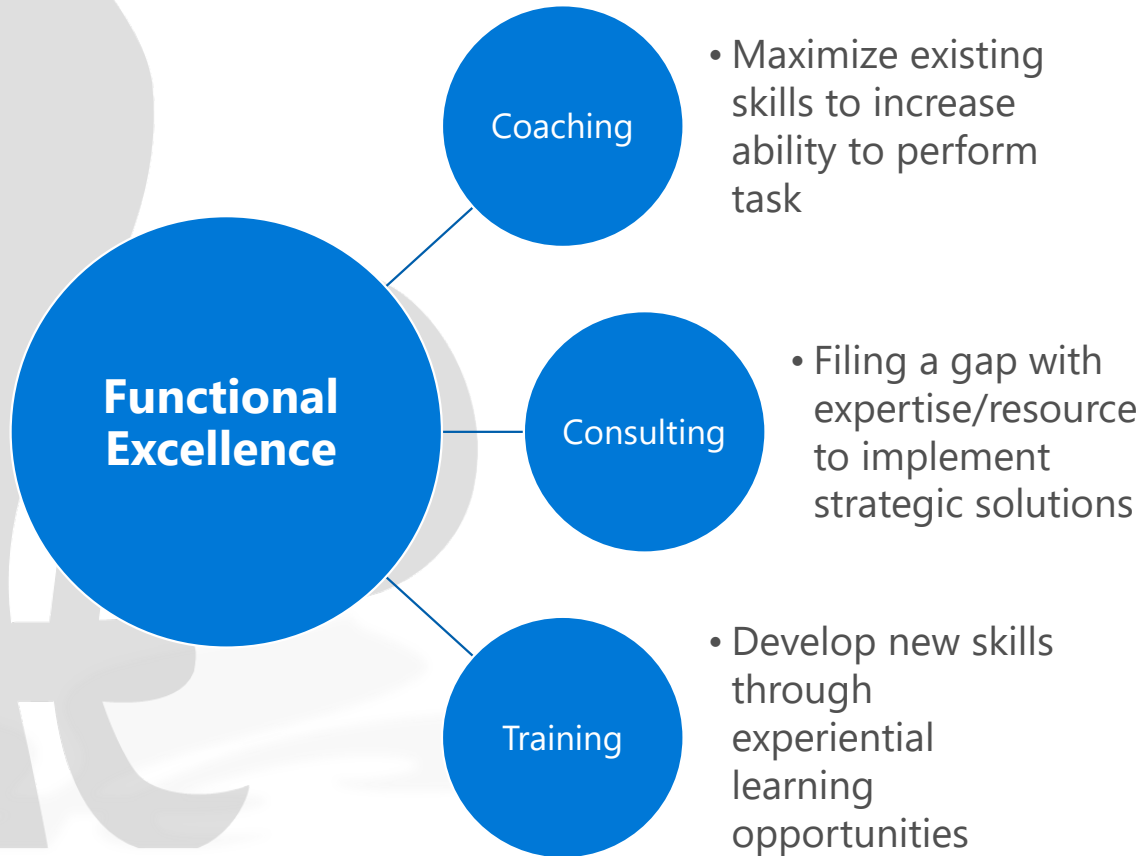 Coaching
• Maximize existing
skills to increase
ability to perform
task
Functional
Excellence
Consulting
• Filing a gap with
expertise/resource
to implement
strategic solutions
Training
• Develop new skills
through
experiential
learning
opportunities